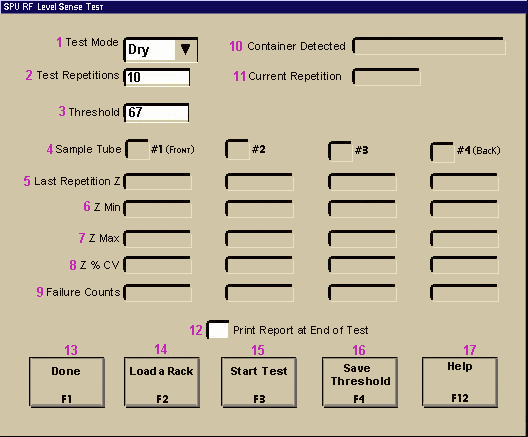 SPU RF Level Sense Test
1 Test Mode Dry ▼ 10 Container Detected
2 Test Repetitions 10 11 Current Repetition
3 Threshold 67
4 Sample Tube #1 (Front) #2 #3 #4 (Back)
5 Last Repetition Z
6 Z Min
7 Z Max
8 Z % CV
9 Failure Counts
12 Print Report at End of Test
13 14 15 16 17
Done Load a Rack Start Test Save Threshold Help
F1 F2 F3 F4 F12